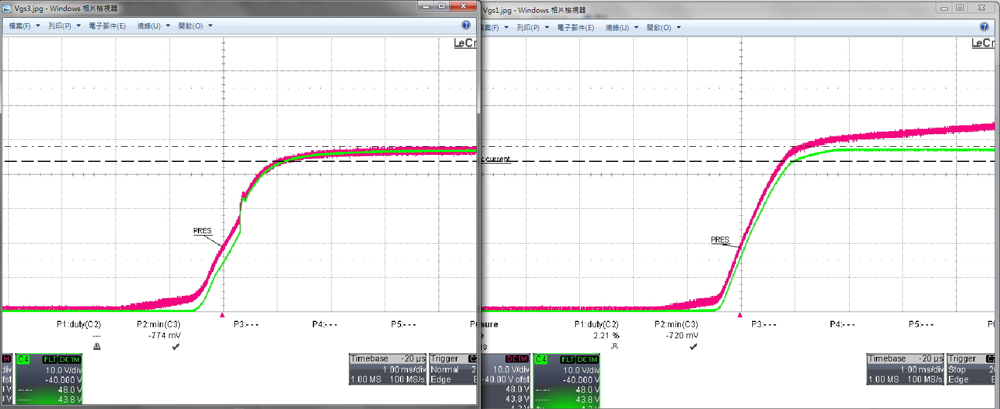 Vgs3.jpg - Windows 相片檢視器
檔案(F) 列印(P) 電子郵件(E) 燒錄(U) 開啟(O)
LeCr
PRES
P1:duty(C2) P2:min(C3) P3:--- P4:--- P5:---
--- -774 mV
C4 FLT DC1M
10.0 V/div
-40.000 V
48.0 V
43.8 V
Timebase -20 µs
1.00 ms/div
1.00 MS 100 MS/s
Trigger
Normal
Edge
Vgs1.jpg - Windows 相片檢視器
案(F) 列印(P) 電子郵件(E) 燒錄(U) 開啟(O)
LeCr
current
PRES
sure P1:duty(C2) P2:min(C3) P3:--- P4:--- P5:---
2.21 % -720 mV
DC1M
10.0 V/div
-40.00 V ofst
48.0 V
43.8 V
C4 FLT DC1M
10.0 V/div
-40.000 V
48.0 V
43.8 V
Timebase -20 µs
1.00 ms/div
1.00 MS 100 MS/s
Trigger
Stop
Edge